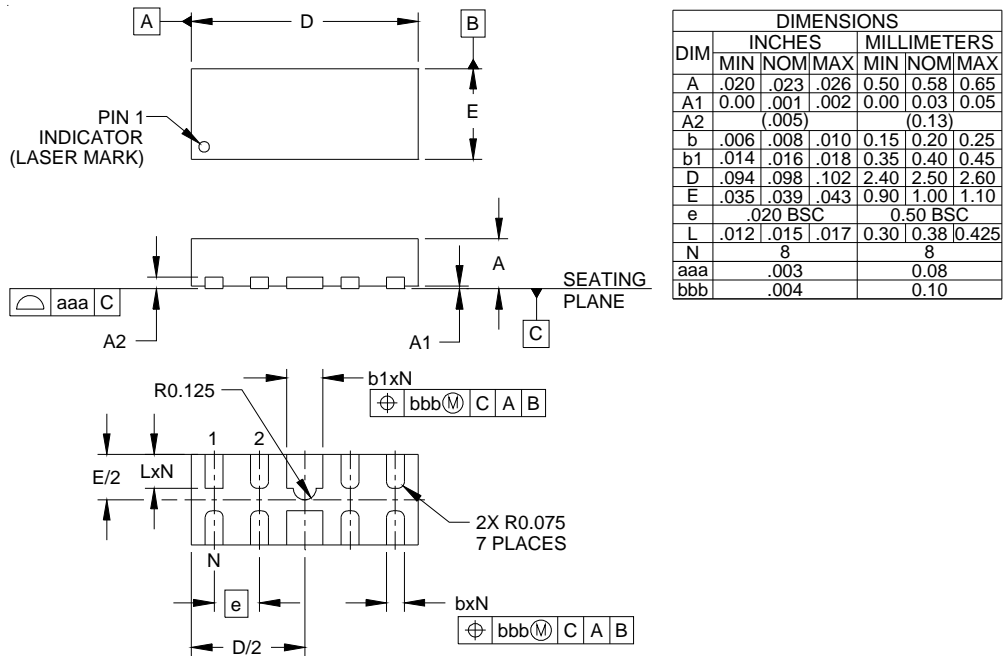 A
D
B
E
PIN 1
INDICATOR
(LASER MARK)
A
SEATING
PLANE
aaa C
C
A2
A1
b1xN
R0.125
bbbⓂ C A B
1 2
E/2
LxN
2X R0.075
7 PLACES
N
e
bxN
D/2
bbbⓂ C A B
DIMENSIONS
DIM INCHES MILLIMETERS
MIN NOM MAX MIN NOM MAX
A .020 .023 .026 0.50 0.58 0.65
A1 0.00 .001 .002 0.00 0.03 0.05
A2 (.005) (0.13)
b .006 .008 .010 0.15 0.20 0.25
b1 .014 .016 .018 0.35 0.40 0.45
D .094 .098 .102 2.40 2.50 2.60
E .035 .039 .043 0.90 1.00 1.10
e .020 BSC 0.50 BSC
L .012 .015 .017 0.30 0.38 0.425
N 8 8
aaa .003 0.08
bbb .004 0.10